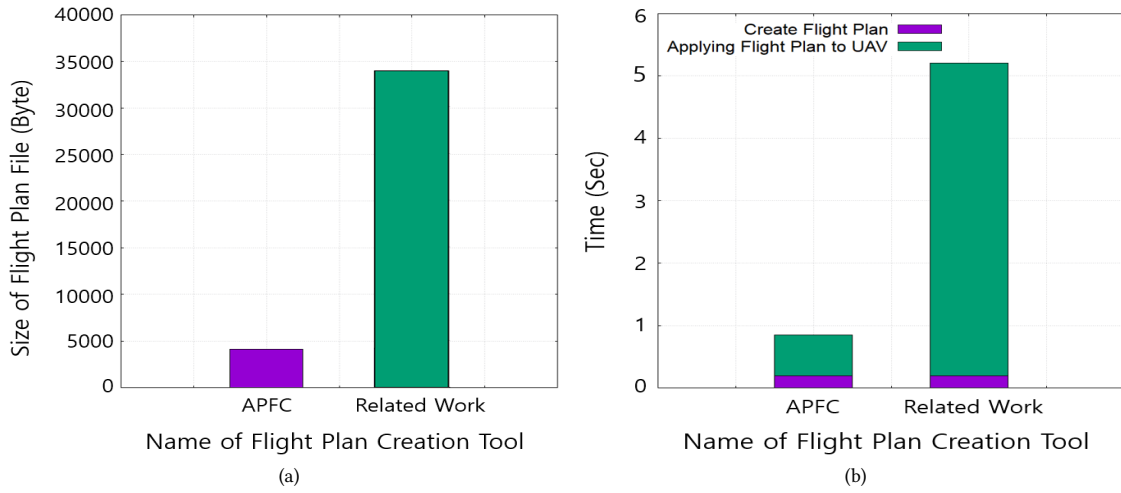 Size of Flight Plan File (Byte)
40000
35000
30000
25000
20000
15000
10000
5000
0
APFC Related Work
Name of Flight Plan Creation Tool
(a)
Time (Sec)
6
5
4
3
2
1
0
Create Flight Plan
Applying Flight Plan to UAV
APFC Related Work
Name of Flight Plan Creation Tool
(b)